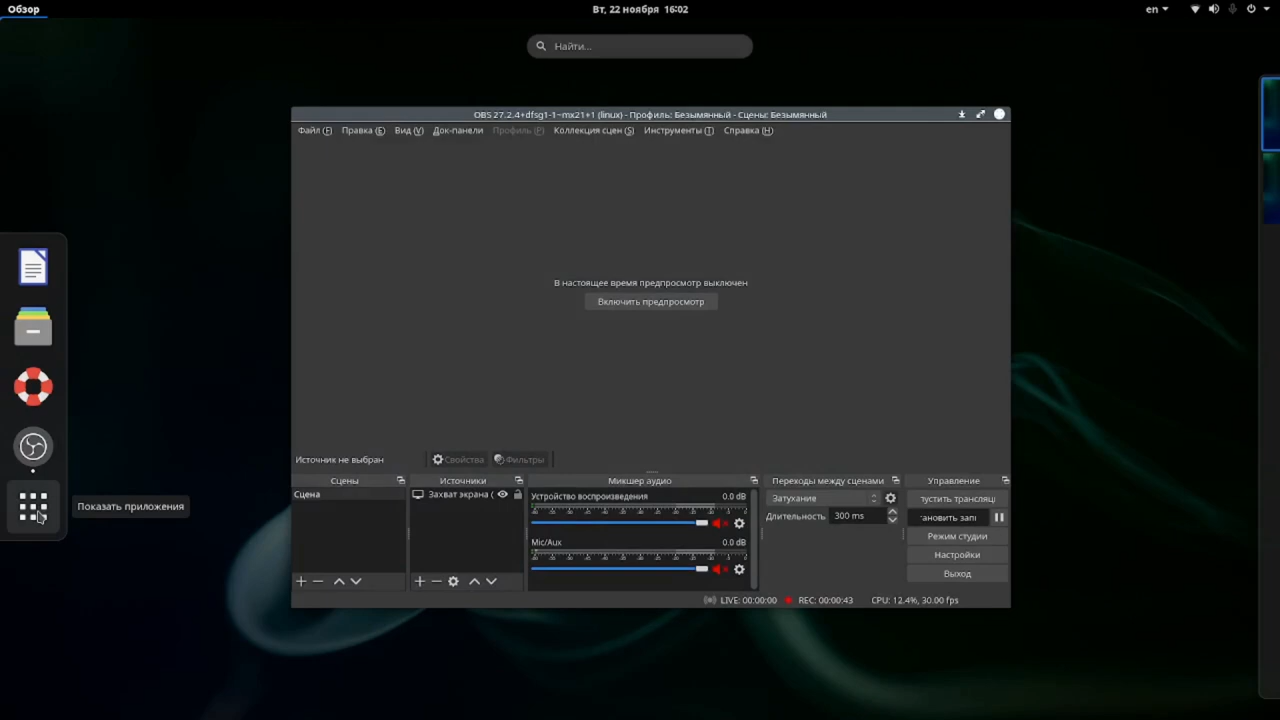 Обзор
Вт, 22 ноября 16:02
en
Найти...
OBS 27.2.4+dfsg1-1~mx21+1 (linux) - Профиль: Безымянный - Сцены: Безымянный
Файл (F) Правка (E) Вид (V) Док-панели Профиль (P) Коллекция сцен (S) Инструменты (T) Справка (H)
В настоящее время предпросмотр выключен
Включить предпросмотр
Показать приложения
Источник не выбран Свойства Фильтры
Сцены Источники Микшер аудио Переходы между сценами Управление
Сцена
Захват экрана (
Устройство воспроизведения 0.0 dB
Mic/Aux 0.0 dB
Затухание
Длительность 300 ms
тустить трансляц
тановить запи
Режим студии
Настройки
Выход
LIVE: 00:00:00 REC: 00:00:43 CPU: 12.4%, 30.00 fps